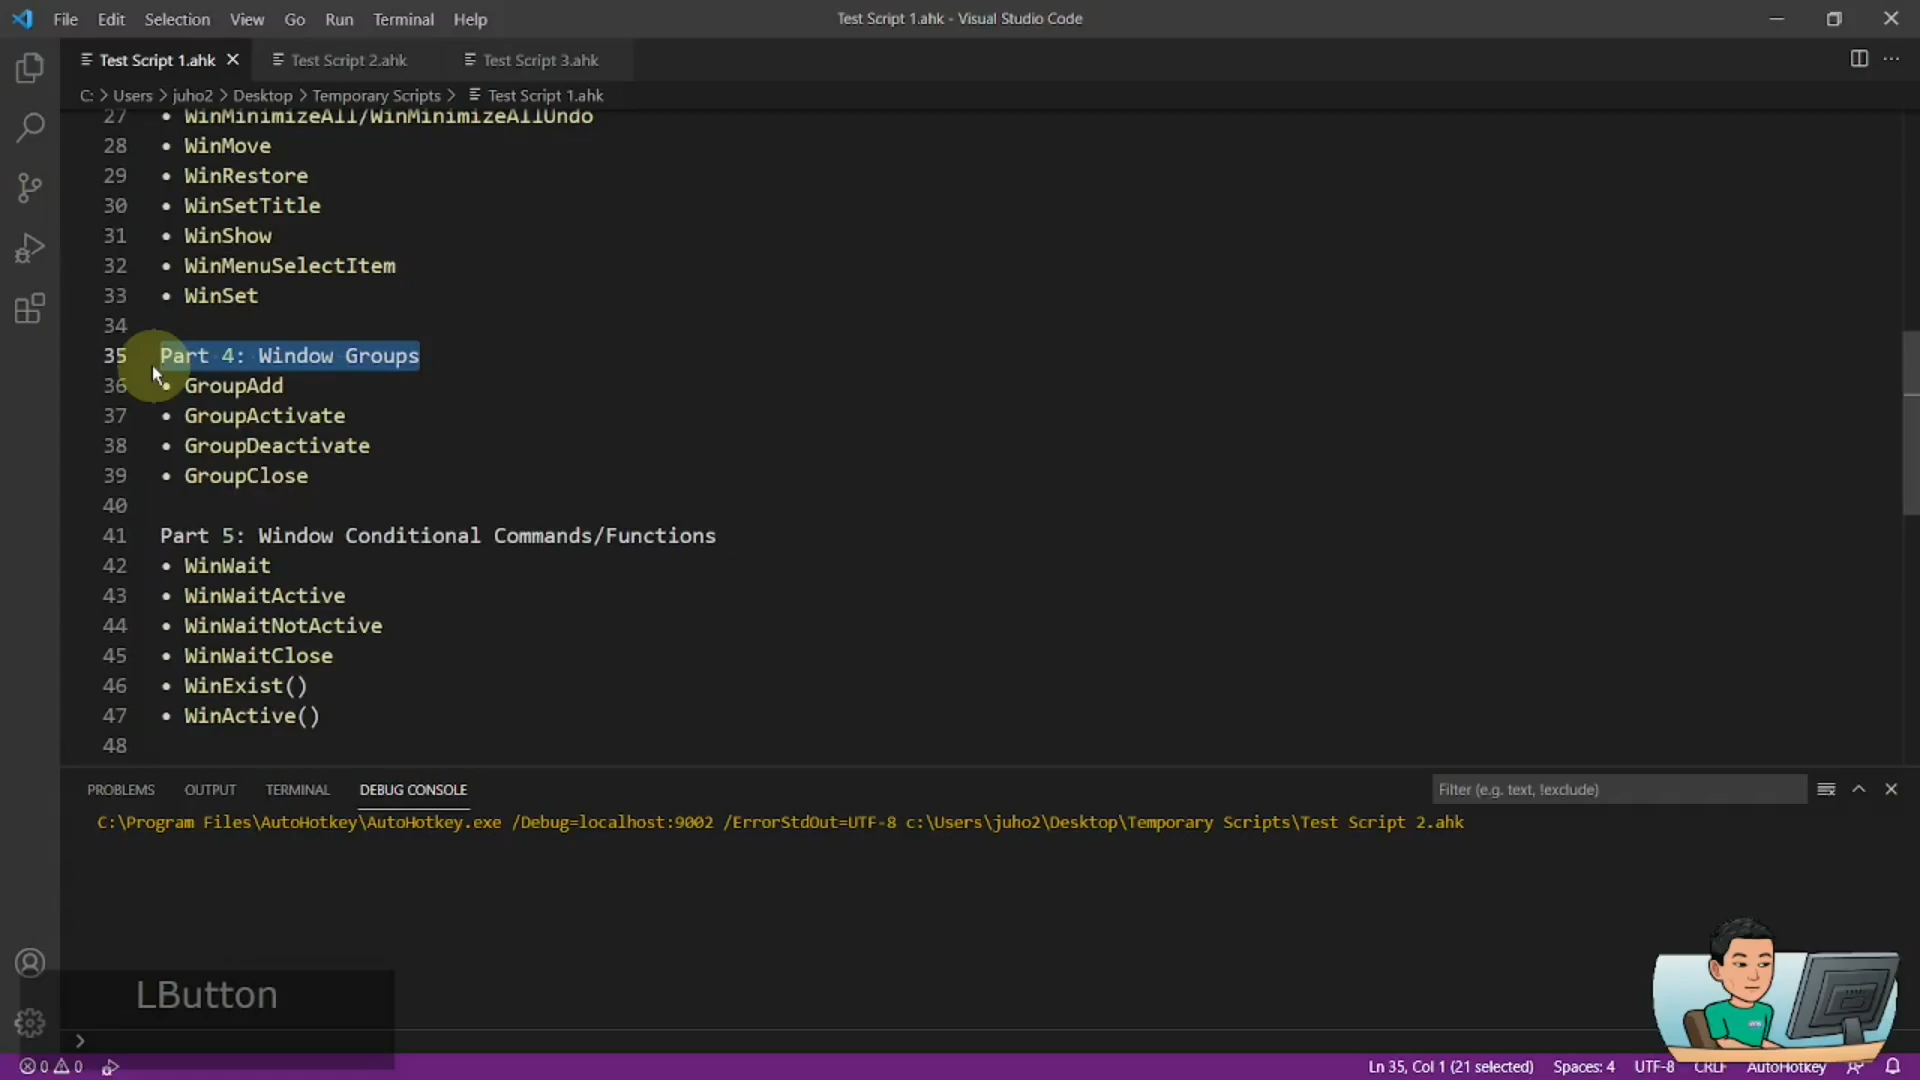 File Edit Selection View Go Run Terminal Help
Test Script 1.ahk - Visual Studio Code
Test Script 1.ahk Test Script 2.ahk Test Script 3.ahk
C: > Users > juho2 > Desktop > Temporary Scripts > Test Script 1.ahk
27 • WinMinimizeAll/WinMinimizeAllUndo
28 • WinMove
29 • WinRestore
30 • WinSetTitle
31 • WinShow
32 • WinMenuSelectItem
33 • WinSet
34
35 Part 4: Window Groups
36 • GroupAdd
37 • GroupActivate
38 • GroupDeactivate
39 • GroupClose
40
41 Part 5: Window Conditional Commands/Functions
42 • WinWait
43 • WinWaitActive
44 • WinWaitNotActive
45 • WinWaitClose
46 • WinExist()
47 • WinActive()
48
PROBLEMS OUTPUT TERMINAL DEBUG CONSOLE Filter (e.g. text, !exclude)
C:\Program Files\AutoHotkey\AutoHotkey.exe /Debug=localhost:9002 /ErrorStdOut=UTF-8 c:\Users\juho2\Desktop\Temporary Scripts\Test Script 2.ahk
LButton
0 0 Ln 35, Col 1 (21 selected) Spaces: 4 UTF-8 CRLF AutoHotkey